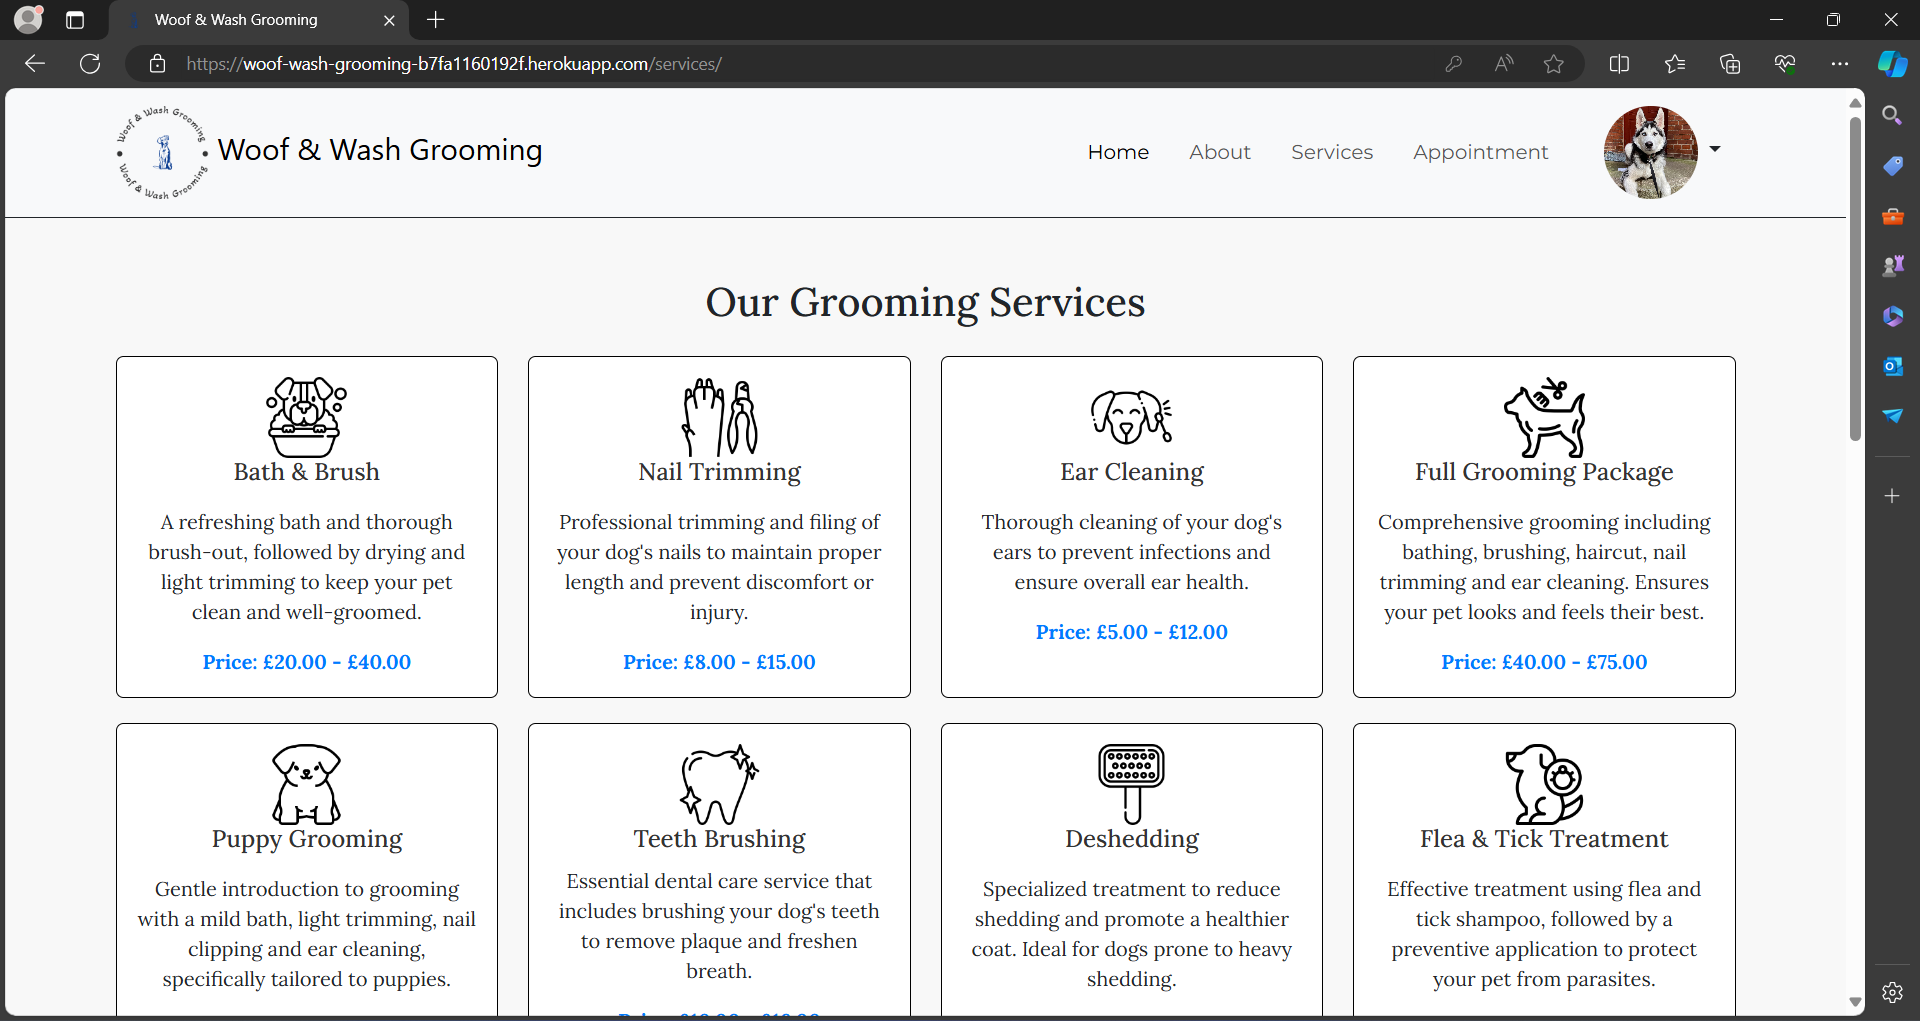 Woof & Wash Grooming
https://woof-wash-grooming-b7fa1160192f.herokuapp.com/services/
Woof & Wash Grooming
Woof & Wash Grooming
Woof & Wash Grooming
Home
About
Services
Appointment
Our Grooming Services
Bath & Brush
A refreshing bath and thorough
brush-out, followed by drying and
light trimming to keep your pet
clean and well-groomed.
Price: £20.00 - £40.00
Nail Trimming
Professional trimming and filing of
your dog's nails to maintain proper
length and prevent discomfort or
injury.
Price: £8.00 - £15.00
Ear Cleaning
Thorough cleaning of your dog's
ears to prevent infections and
ensure overall ear health.
Price: £5.00 - £12.00
Full Grooming Package
Comprehensive grooming including
bathing, brushing, haircut, nail
trimming and ear cleaning. Ensures
your pet looks and feels their best.
Price: £40.00 - £75.00
Puppy Grooming
Gentle introduction to grooming
with a mild bath, light trimming, nail
clipping and ear cleaning,
specifically tailored to puppies.
Teeth Brushing
Essential dental care service that
includes brushing your dog's teeth
to remove plaque and freshen
breath.
Deshedding
Specialized treatment to reduce
shedding and promote a healthier
coat. Ideal for dogs prone to heavy
shedding.
Flea & Tick Treatment
Effective treatment using flea and
tick shampoo, followed by a
preventive application to protect
your pet from parasites.